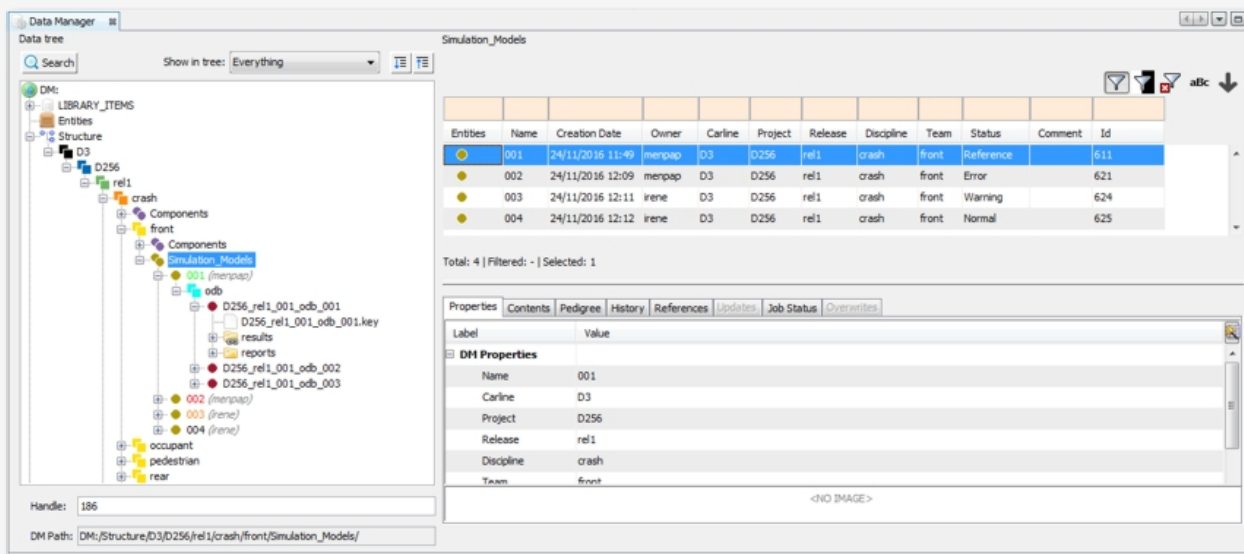 Data Manager
Data tree
Search
Show in tree: Everything
DM:
LIBRARY_ITEMS
Entities
Structure
D3
D256
rel1
crash
Components
front
Components
Simulation_Models
001 (menpap)
odb
D256_rel1_001_odb_001
D256_rel1_001_odb_001.key
results
reports
D256_rel1_001_odb_002
D256_rel1_001_odb_003
002 (menpap)
003 (irene)
004 (irene)
occupant
pedestrian
rear
Handle: 186
DM Path: DM:/Structure/D3/D256/rel1/crash/front/Simulation_Models/
Simulation_Models
aBc
Entities Name Creation Date Owner Carline Project Release Discipline Team Status Comment Id
001 24/11/2016 11:49 menpap D3 D256 rel1 crash front Reference 611
002 24/11/2016 12:09 menpap D3 D256 rel1 crash front Error 621
003 24/11/2016 12:11 irene D3 D256 rel1 crash front Warning 624
004 24/11/2016 12:12 irene D3 D256 rel1 crash front Normal 625
Total: 4 | Filtered: - | Selected: 1
Properties Contents Pedigree History References Updates Job Status Overwrites
Label Value
DM Properties
Name 001
Carline D3
Project D256
Release rel1
Discipline crash
Team front
<NO IMAGE>